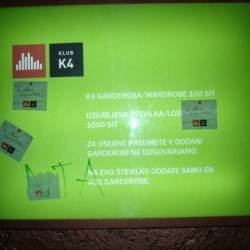 KLUB
K4
K4 GARDEROBA/WARDROBE 100 SIT
IZGUBLJENA ŠTEVILKA/LOS
1000 SIT
ZA OSEBNE PREDMETE V ODDANI
GARDEROBI NE ODGOVARJAMO.
NA ENO ŠTEVILKO ODDATE SAMO EN
KOS GARDEROBE.